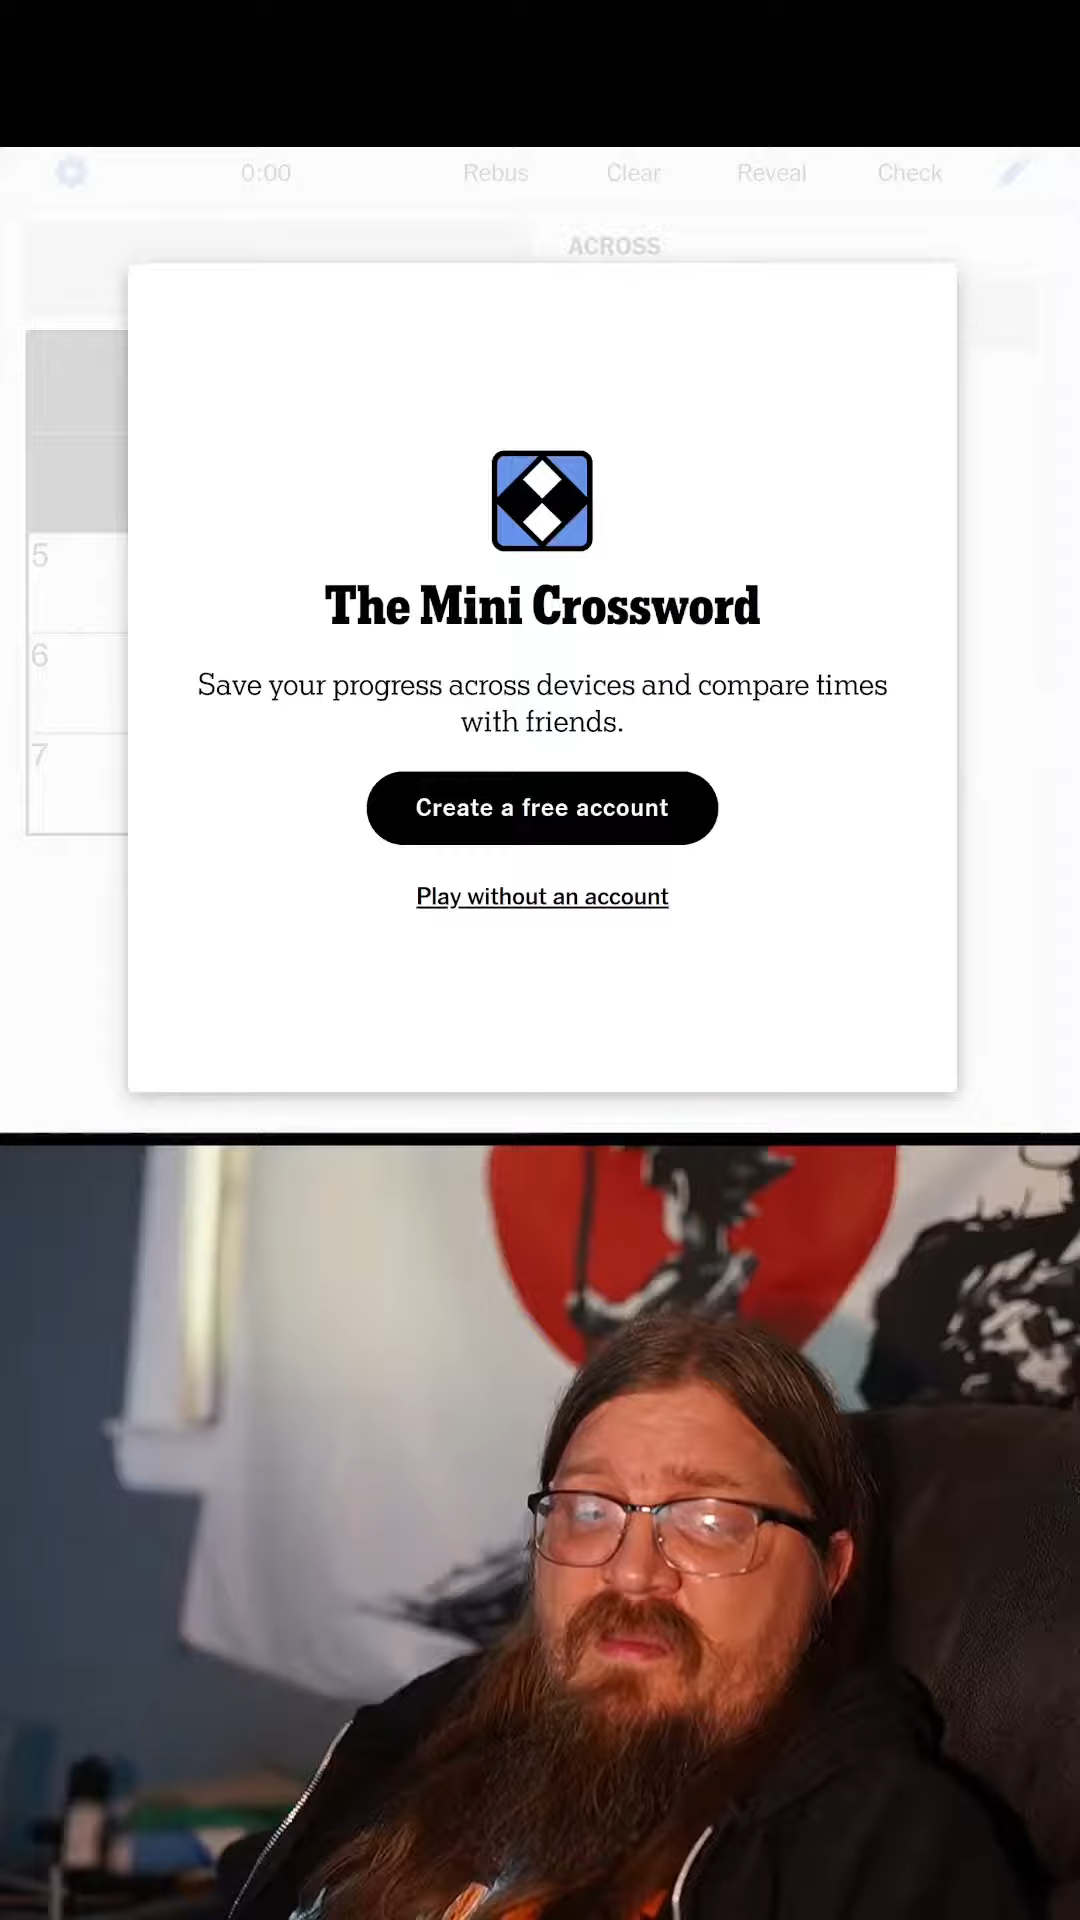 0:00 Rebus Clear Reveal Check
ACROSS
5
6
7
The Mini Crossword
Save your progress across devices and compare times
with friends.
Create a free account
Play without an account